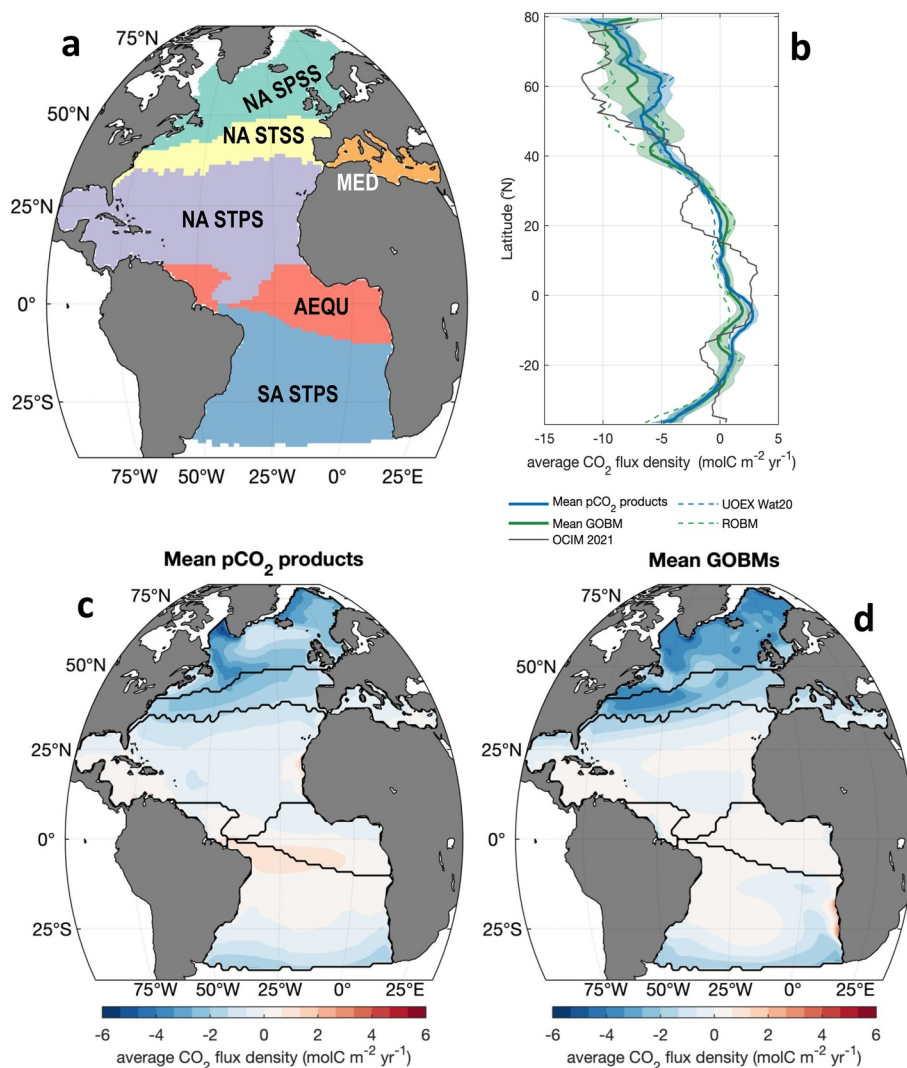 a
75°N
50°N
25°N
0°
25°S
75°W
50°W
25°W
0°
25°E
NA SPSS
NA STSS
MED
NA STPS
AEQU
SA STPS
b
80
60
40
20
0
-20
Latitude (°N)
-15
-10
-5
0
5
average CO₂ flux density (molC m⁻² yr⁻¹)
Mean pCO₂ products
UOEX Wat20
Mean GOBM
ROBM
OCIM 2021
Mean pCO₂ products
c
75°N
50°N
25°N
0°
25°S
75°W
50°W
25°W
0°
25°E
-6
-4
-2
0
2
4
6
average CO₂ flux density (molC m⁻² yr⁻¹)
Mean GOBMs
d
75°N
50°N
25°N
0°
25°S
75°W
50°W
25°W
0°
25°E
-6
-4
-2
0
2
4
6
average CO₂ flux density (molC m⁻² yr⁻¹)